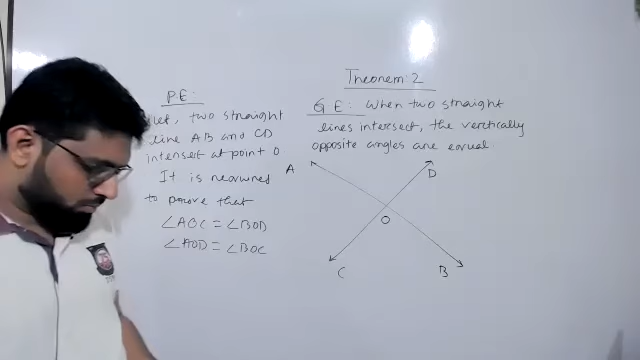 Theorem: 2
P E:
Let, two straight
line AB and CD
intersect at point O
It is required
to prove that
∠AOC = ∠BOD
∠AOD = ∠BOC
G E: When two straight
lines intersect, the vertically
opposite angles are equal.
A
D
O
C
B